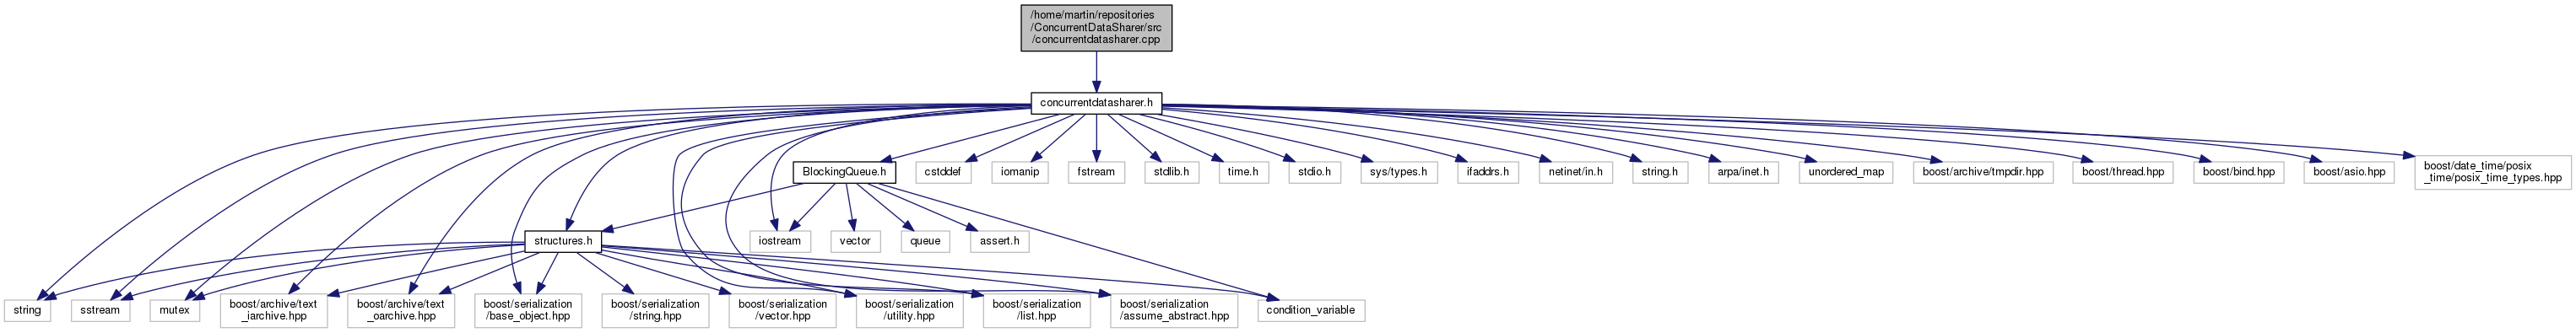 /home/martin/repositories
/ConcurrentDataSharer/src
/concurrentdatasharer.cpp
concurrentdatasharer.h
BlockingQueue.h
cstddef
iomanip
fstream
stdlib.h
time.h
stdio.h
sys/types.h
ifaddrs.h
netinet/in.h
string.h
arpa/inet.h
unordered_map
boost/archive/tmpdir.hpp
boost/thread.hpp
boost/bind.hpp
boost/asio.hpp
boost/date_time/posix
_time/posix_time_types.hpp
structures.h
iostream
vector
queue
assert.h
string
sstream
mutex
boost/archive/text
_iarchive.hpp
boost/archive/text
_oarchive.hpp
boost/serialization
/base_object.hpp
boost/serialization
/string.hpp
boost/serialization
/vector.hpp
boost/serialization
/utility.hpp
boost/serialization
/list.hpp
boost/serialization
/assume_abstract.hpp
condition_variable